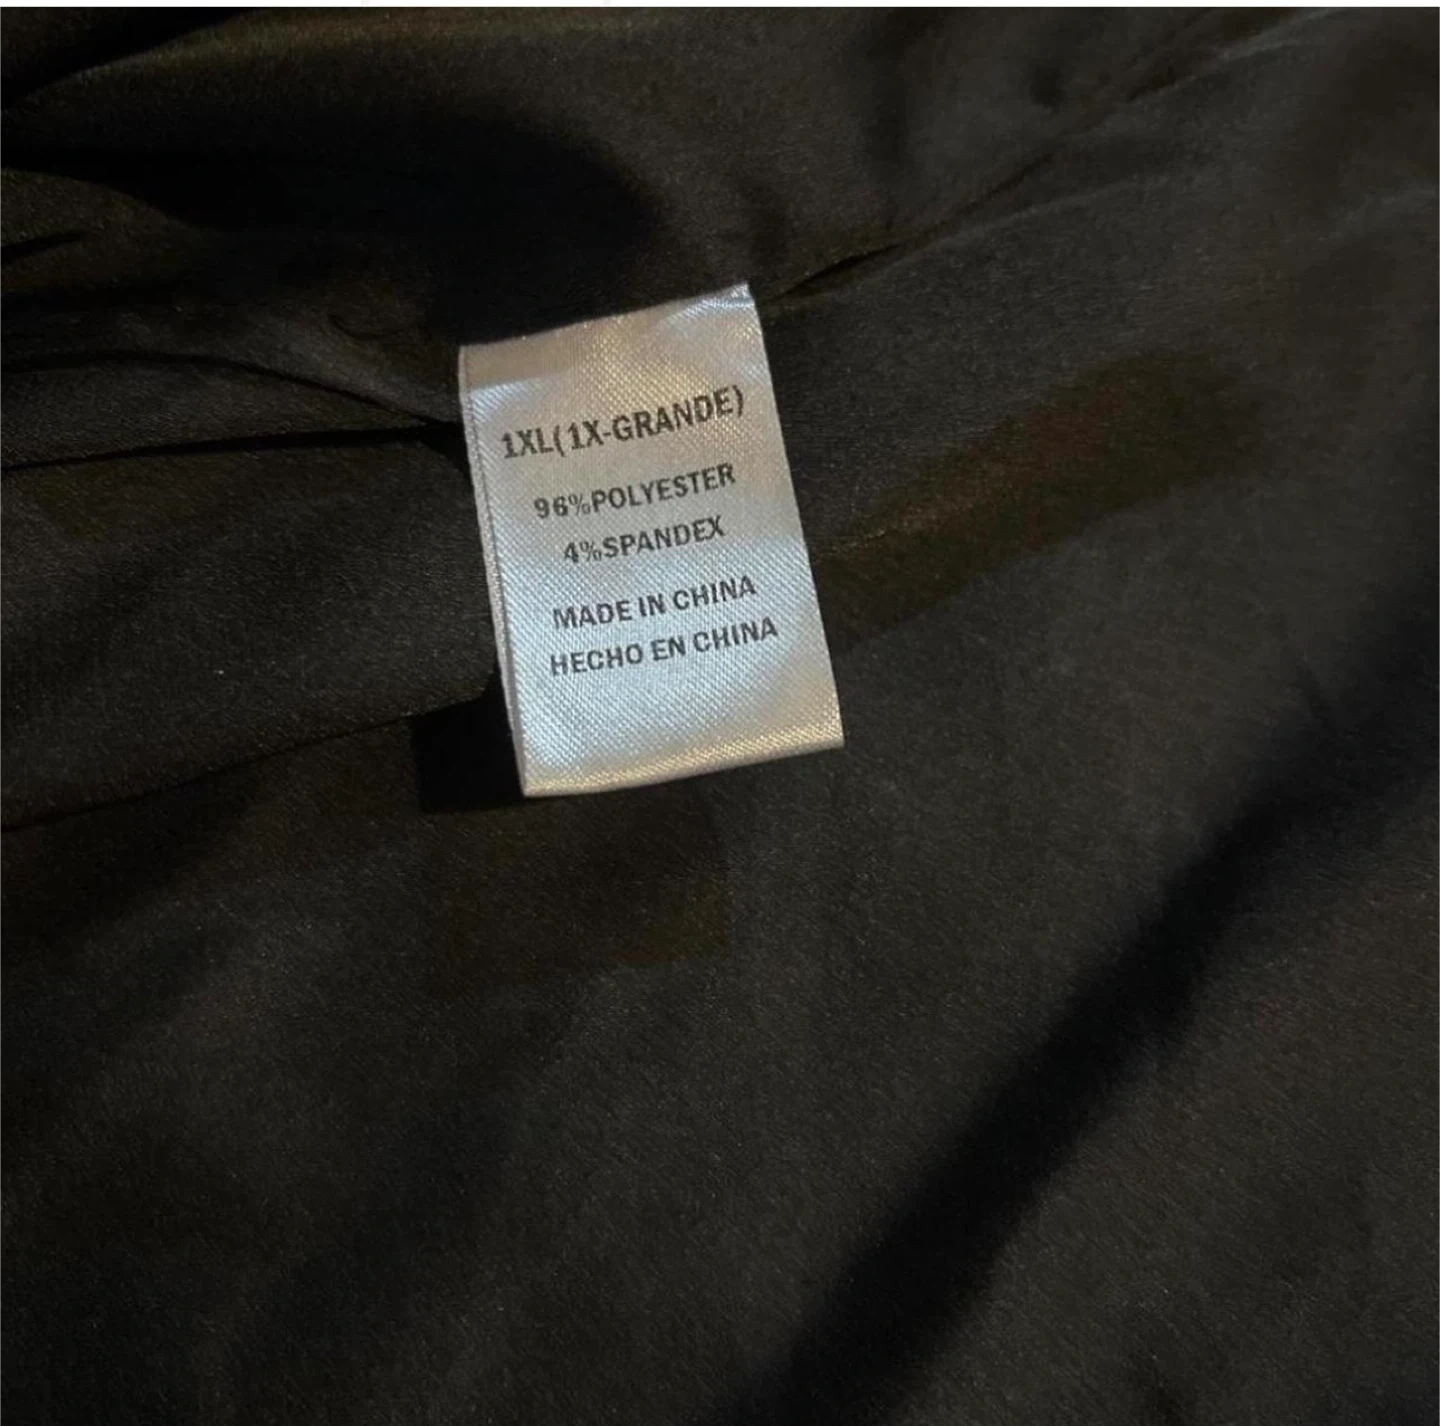 1XL(1X-GRANDE)
96%POLYESTER
4%SPANDEX
MADE IN CHINA
HECHO EN CHINA